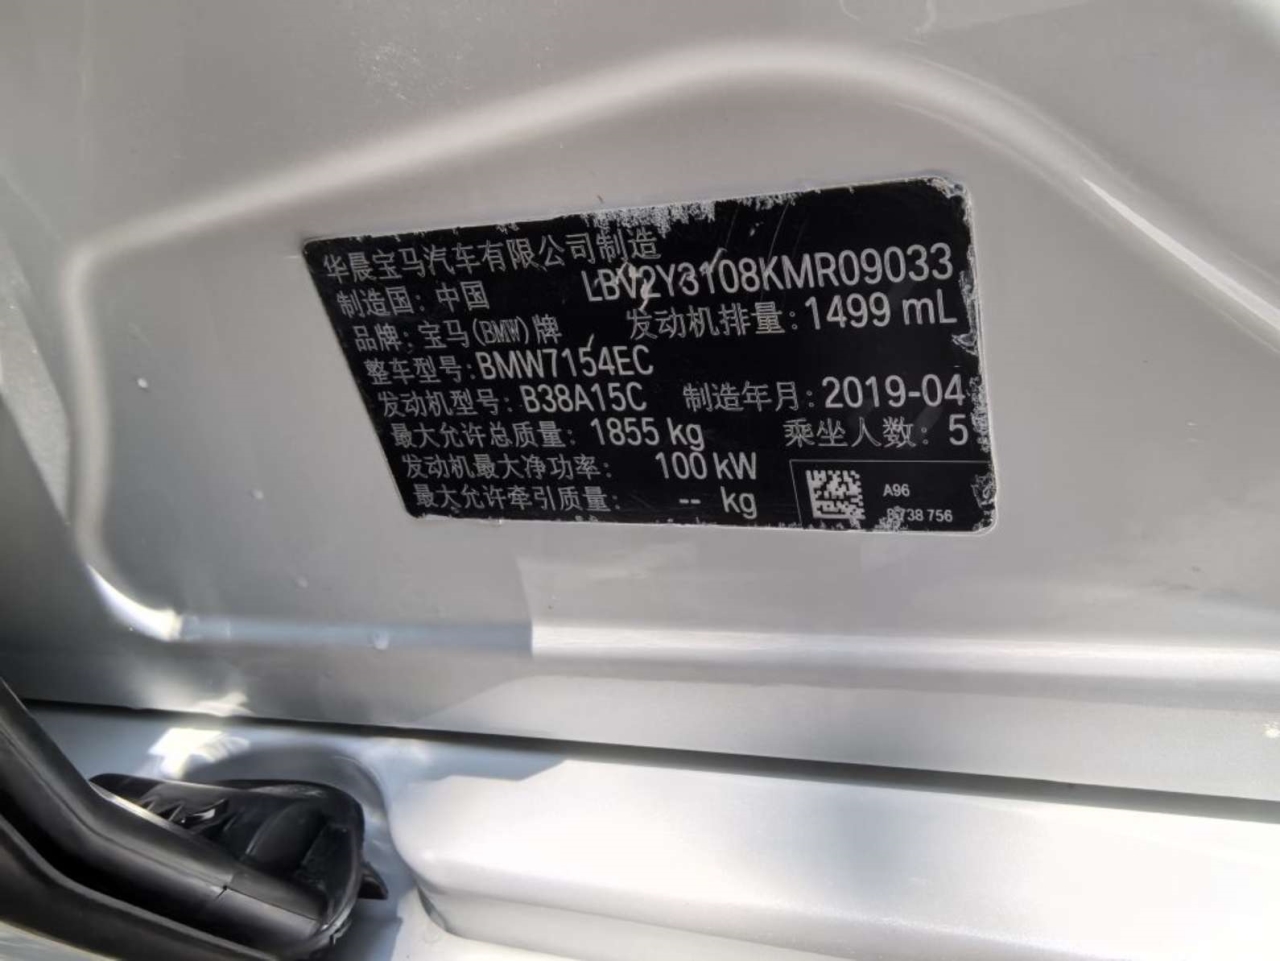 华晨宝马汽车有限公司制造
制造国: 中国 LBV2Y3108KMR09033
品牌: 宝马(BMW)牌 发动机排量: 1499 mL
整车型号: BMW7154EC
发动机型号: B38A15C 制造年月: 2019-04
最大允许总质量: 1855 kg 乘坐人数: 5
发动机最大净功率: 100 kW
最大允许牵引质量: -- kg
A96
738 756